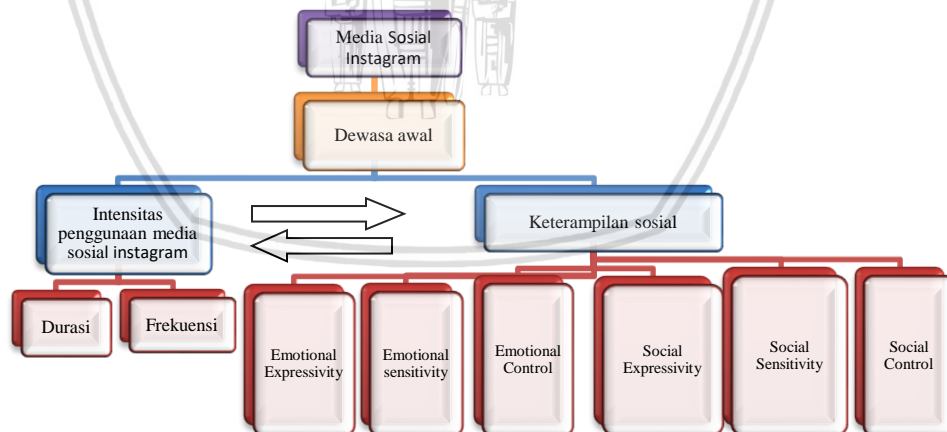 Media Sosial
Instagram
Dewasa awal
Intensitas
penggunaan media
sosial instagram
Keterampilan sosial
Durasi
Frekuensi
Emotional
Expressivity
Emotional
sensitivity
Emotional
Control
Social
Expressivity
Social
Sensitivity
Social
Control